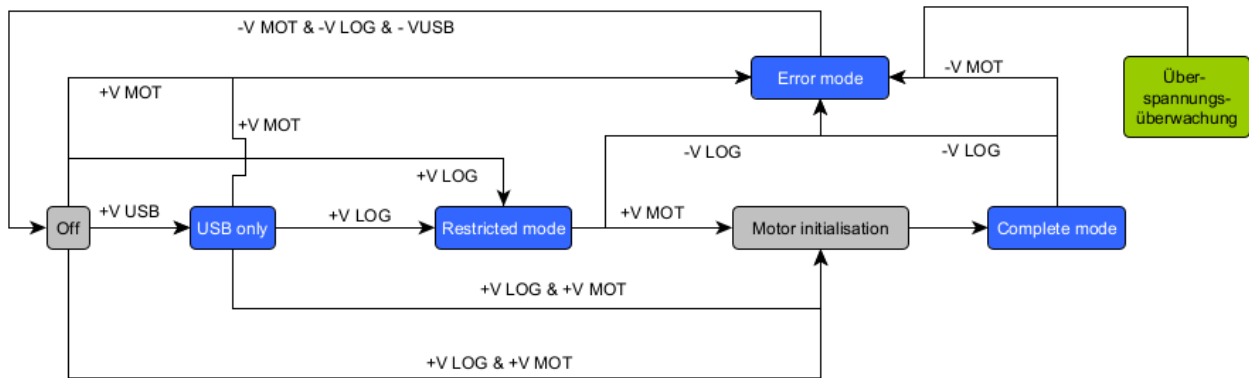 -V MOT & -V LOG & - VUSB
Error mode
-V MOT
Über-
spannungs-
überwachung
+V MOT
+V MOT
-V LOG
-V LOG
+V LOG
Off
+V USB
USB only
+V LOG
Restricted mode
+V MOT
Motor initialisation
Complete mode
+V LOG & +V MOT
+V LOG & +V MOT